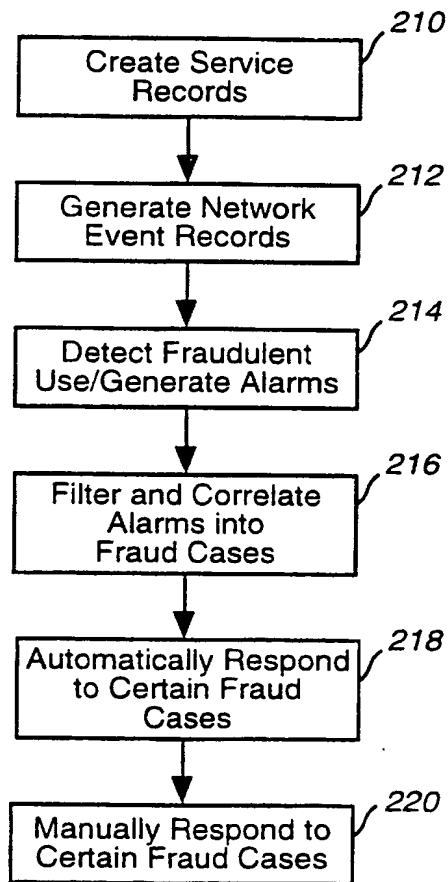 210
Create Service
Records
212
Generate Network
Event Records
214
Detect Fraudulent
Use/Generate Alarms
216
Filter and Correlate
Alarms into
Fraud Cases
218
Automatically Respond
to Certain Fraud
Cases
220
Manually Respond to
Certain Fraud Cases